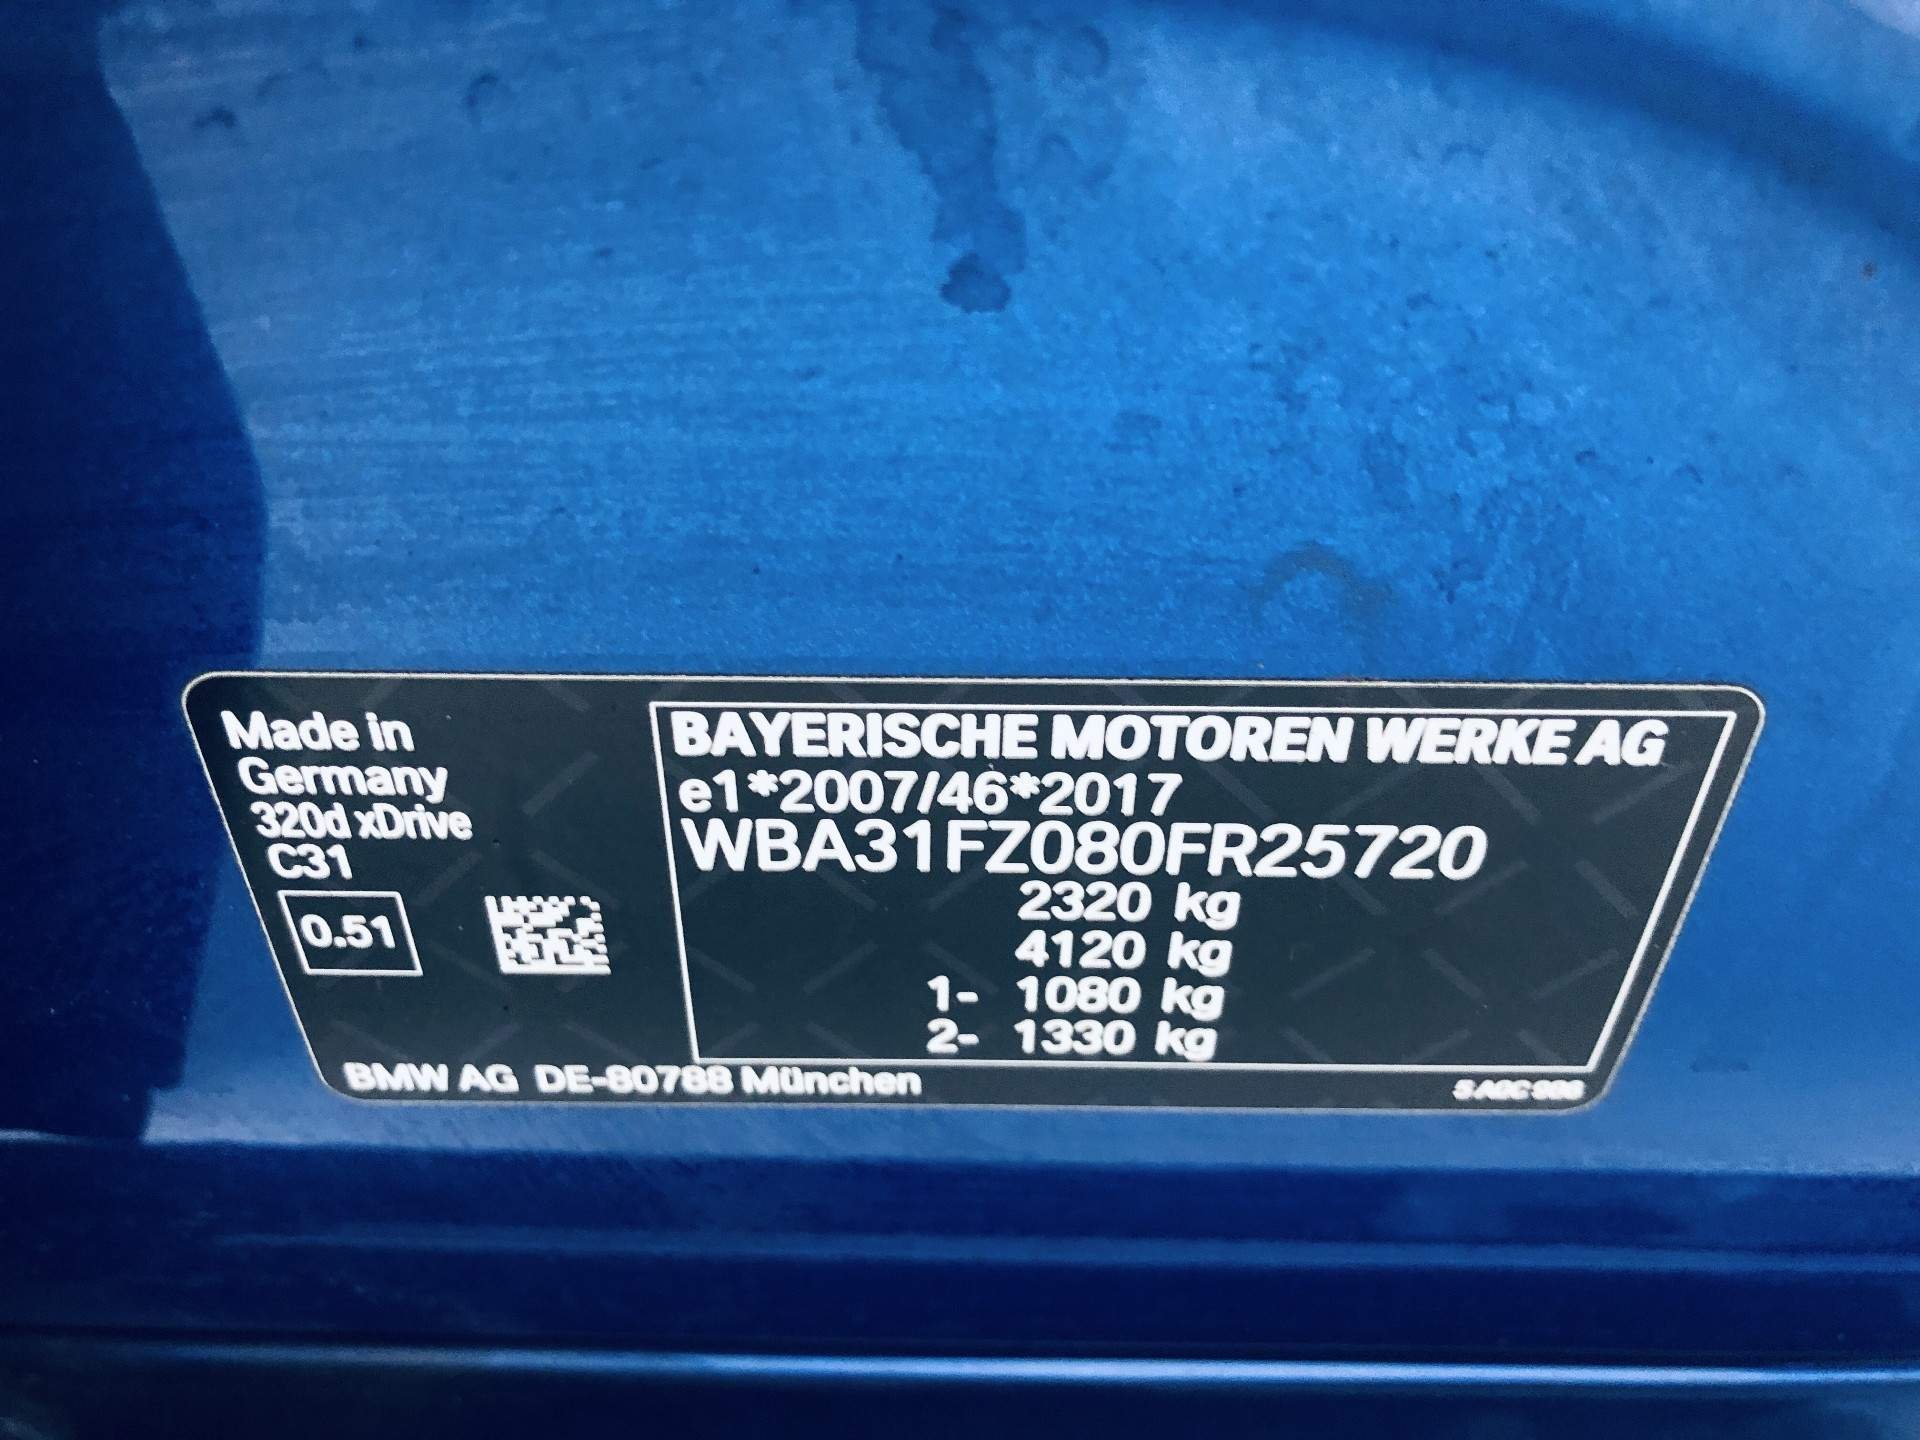 Made in
Germany
320d xDrive
C31
0.51
BAYERISCHE MOTOREN WERKE AG
e1*2007/46*2017
WBA31FZ080FR25720
2320 kg
4120 kg
1- 1080 kg
2- 1330 kg
BMW AG DE-80788 München